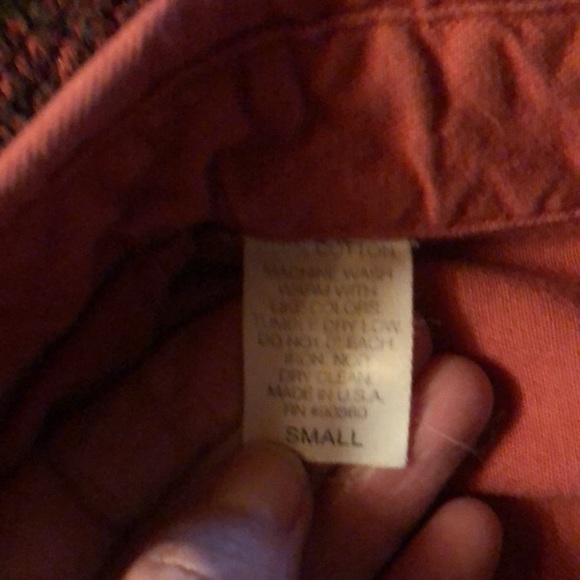 COTTON
MACHINE WASH
WARM WITH
LIKE COLORS.
TUMBLE DRY LOW.
DO NOT BLEACH
IRON. NOT
DRY CLEAN.
MADE IN U.S.A.
RN
SMALL